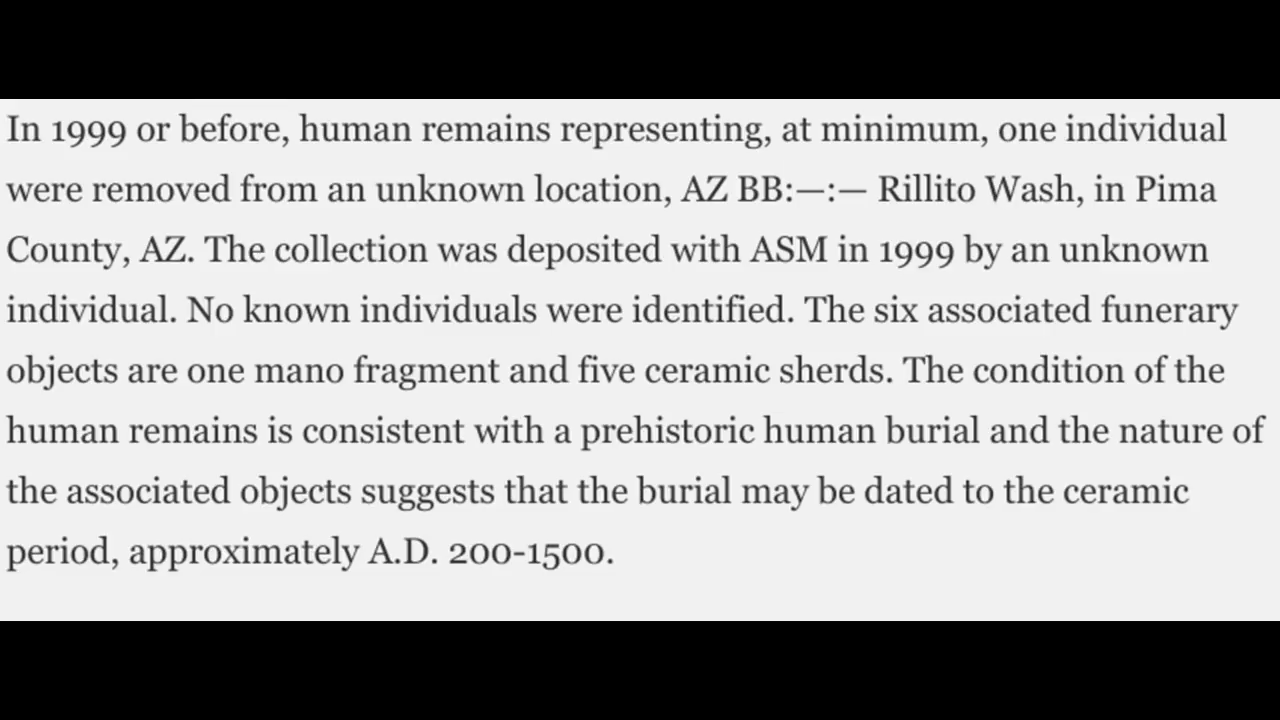 In 1999 or before, human remains representing, at minimum, one individual
were removed from an unknown location, AZ BB:—:— Rillito Wash, in Pima
County, AZ. The collection was deposited with ASM in 1999 by an unknown
individual. No known individuals were identified. The six associated funerary
objects are one mano fragment and five ceramic sherds. The condition of the
human remains is consistent with a prehistoric human burial and the nature of
the associated objects suggests that the burial may be dated to the ceramic
period, approximately A.D. 200-1500.